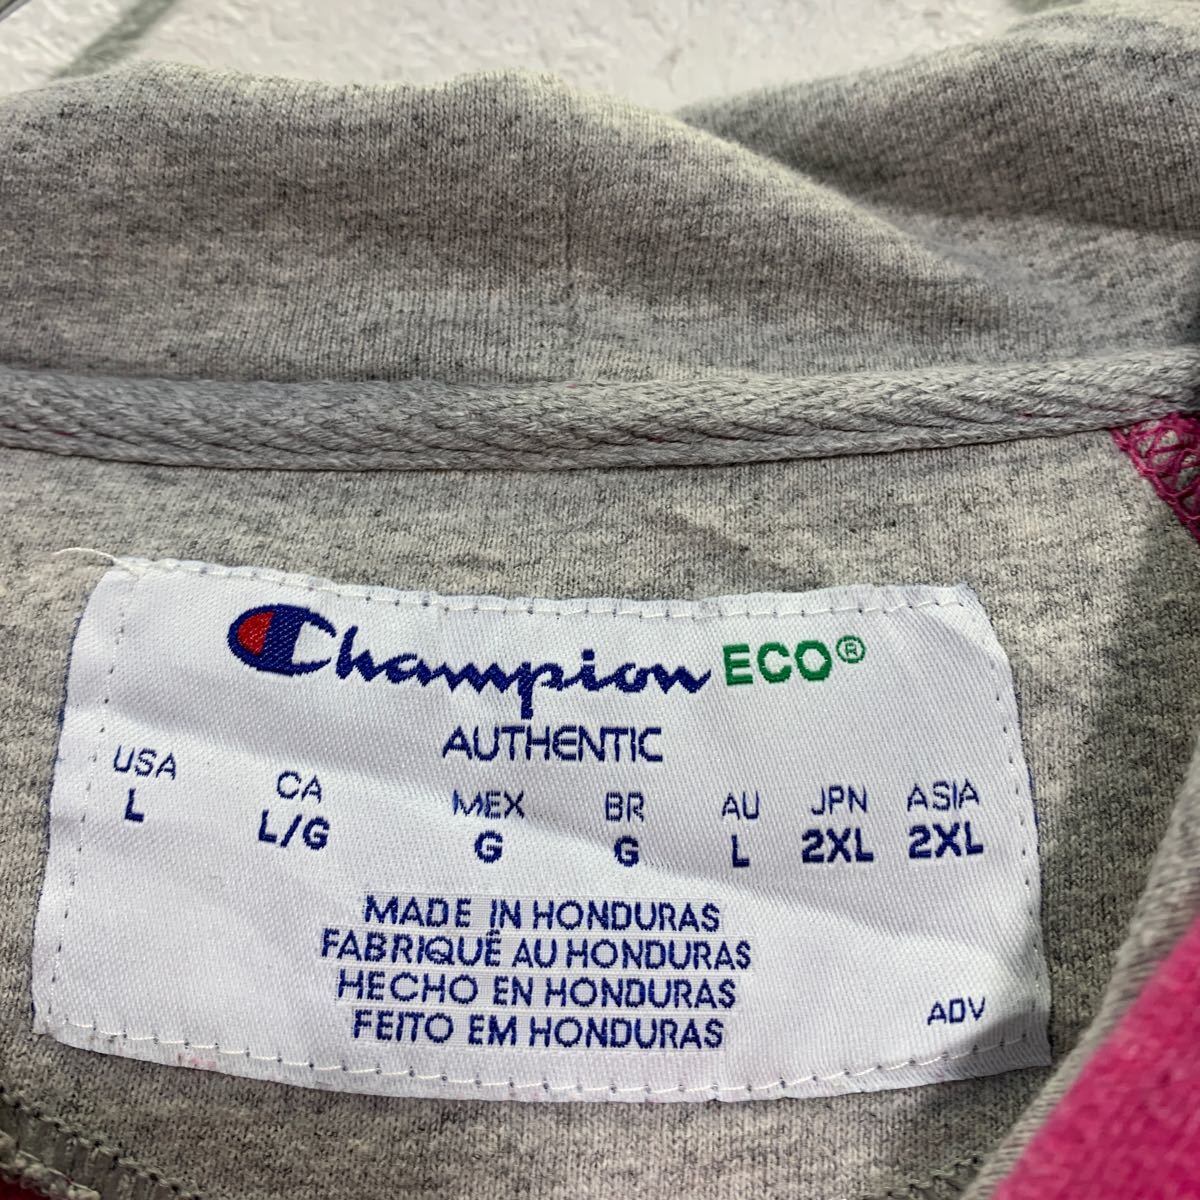 Champion ECO®
AUTHENTIC
USA CA MEX BR AU JPN ASIA
L L/G G G L 2XL 2XL
MADE IN HONDURAS
FABRIQUÉ AU HONDURAS
HECHO EN HONDURAS
FEITO EM HONDURAS
ADV